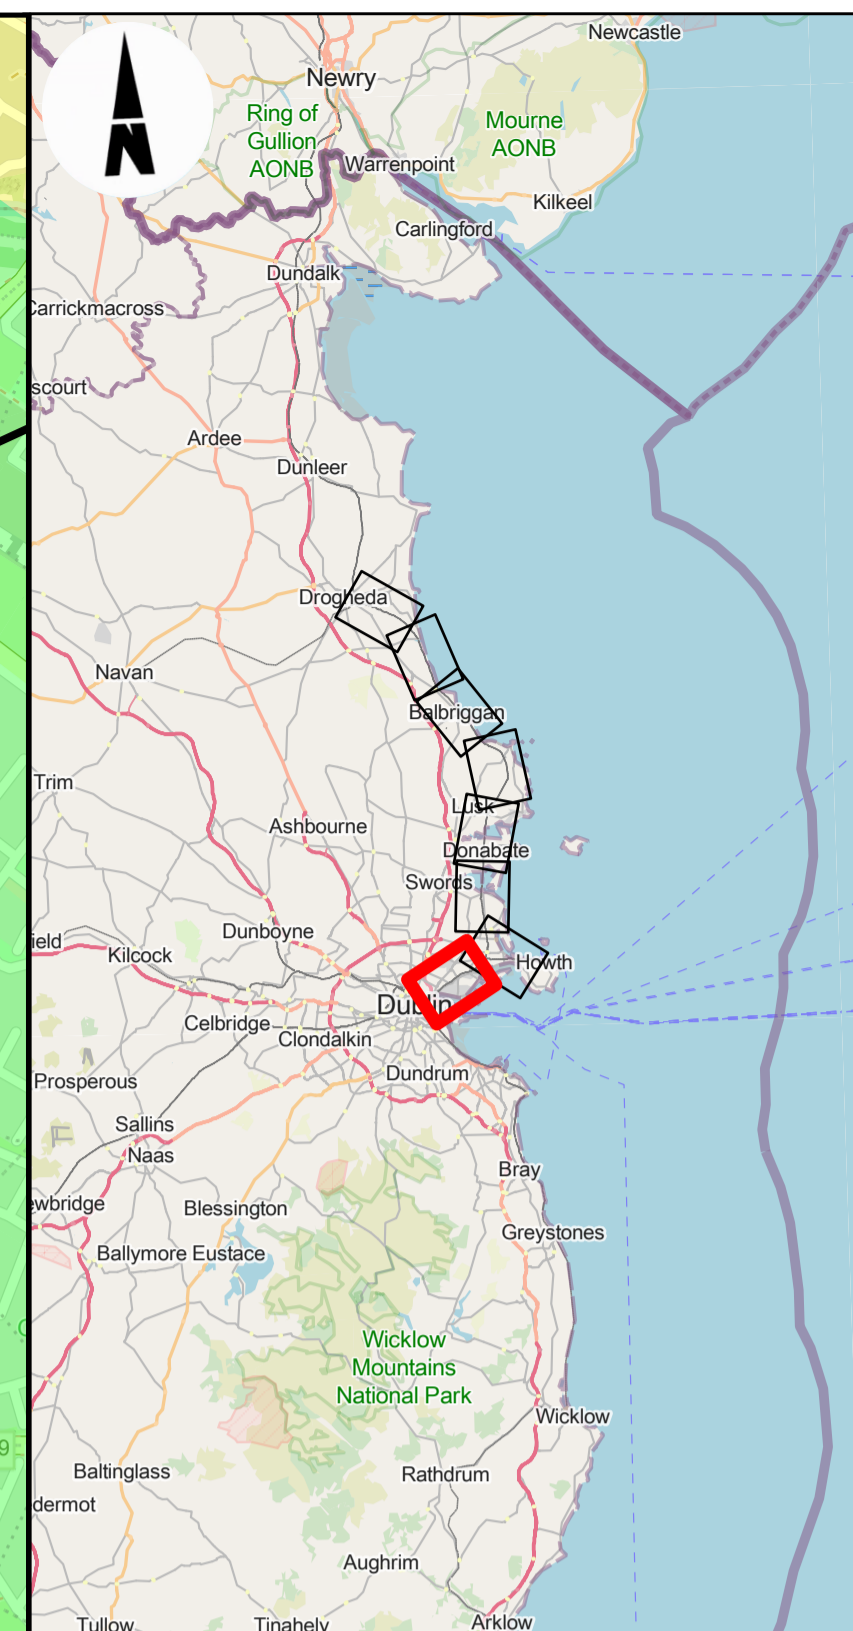 Newcastle
N
Newry
Ring of
Gullion
AONB
Mourne
AONB
Warrenpoint
Kilkeel
Carlingford
Dundalk
Carrickmacross
scourt
Ardee
Dunleer
Drogheda
Navan
Balbriggan
Trim
Lusk
Ashbourne
Donabate
Swords
Dunboyne
ield
Kilcock
Howth
Dublin
Celbridge
Clondalkin
Dundrum
Prosperous
Sallins
Naas
Bray
ewbridge
Blessington
Greystones
Ballymore Eustace
Wicklow
Mountains
National Park
Wicklow
9
Baltinglass
Rathdrum
dermot
Aughrim
Tullow
Tinahely
Arklow